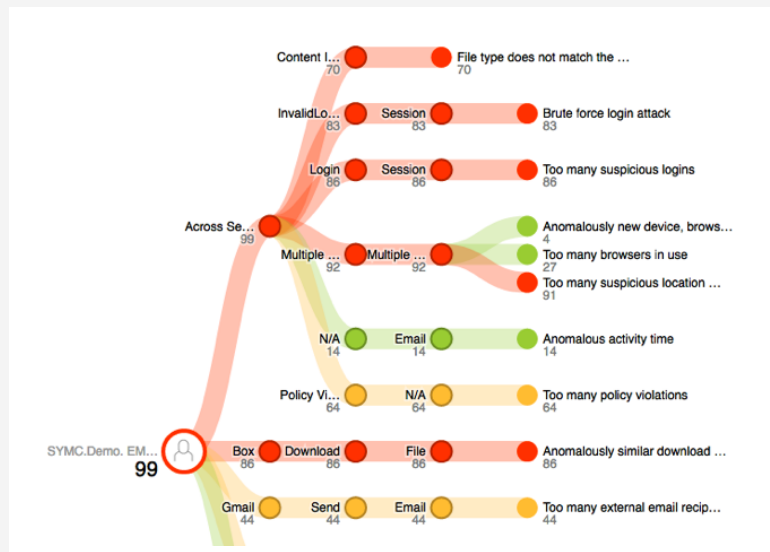 Content I...
70
File type does not match the ...
70
InvalidLo...
83
Session
83
Brute force login attack
83
Login
86
Session
86
Too many suspicious logins
86
Across Se...
99
Multiple ...
92
Multiple ...
92
Anomalously new device, brows...
4
Too many browsers in use
27
Too many suspicious location ...
91
N/A
14
Email
14
Anomalous activity time
14
Policy Vi...
64
N/A
64
Too many policy violations
64
SYMC.Demo. EM...
99
Box
86
Download
86
File
86
Anomalously similar download ...
86
Gmail
44
Send
44
Email
44
Too many external email recip...
44